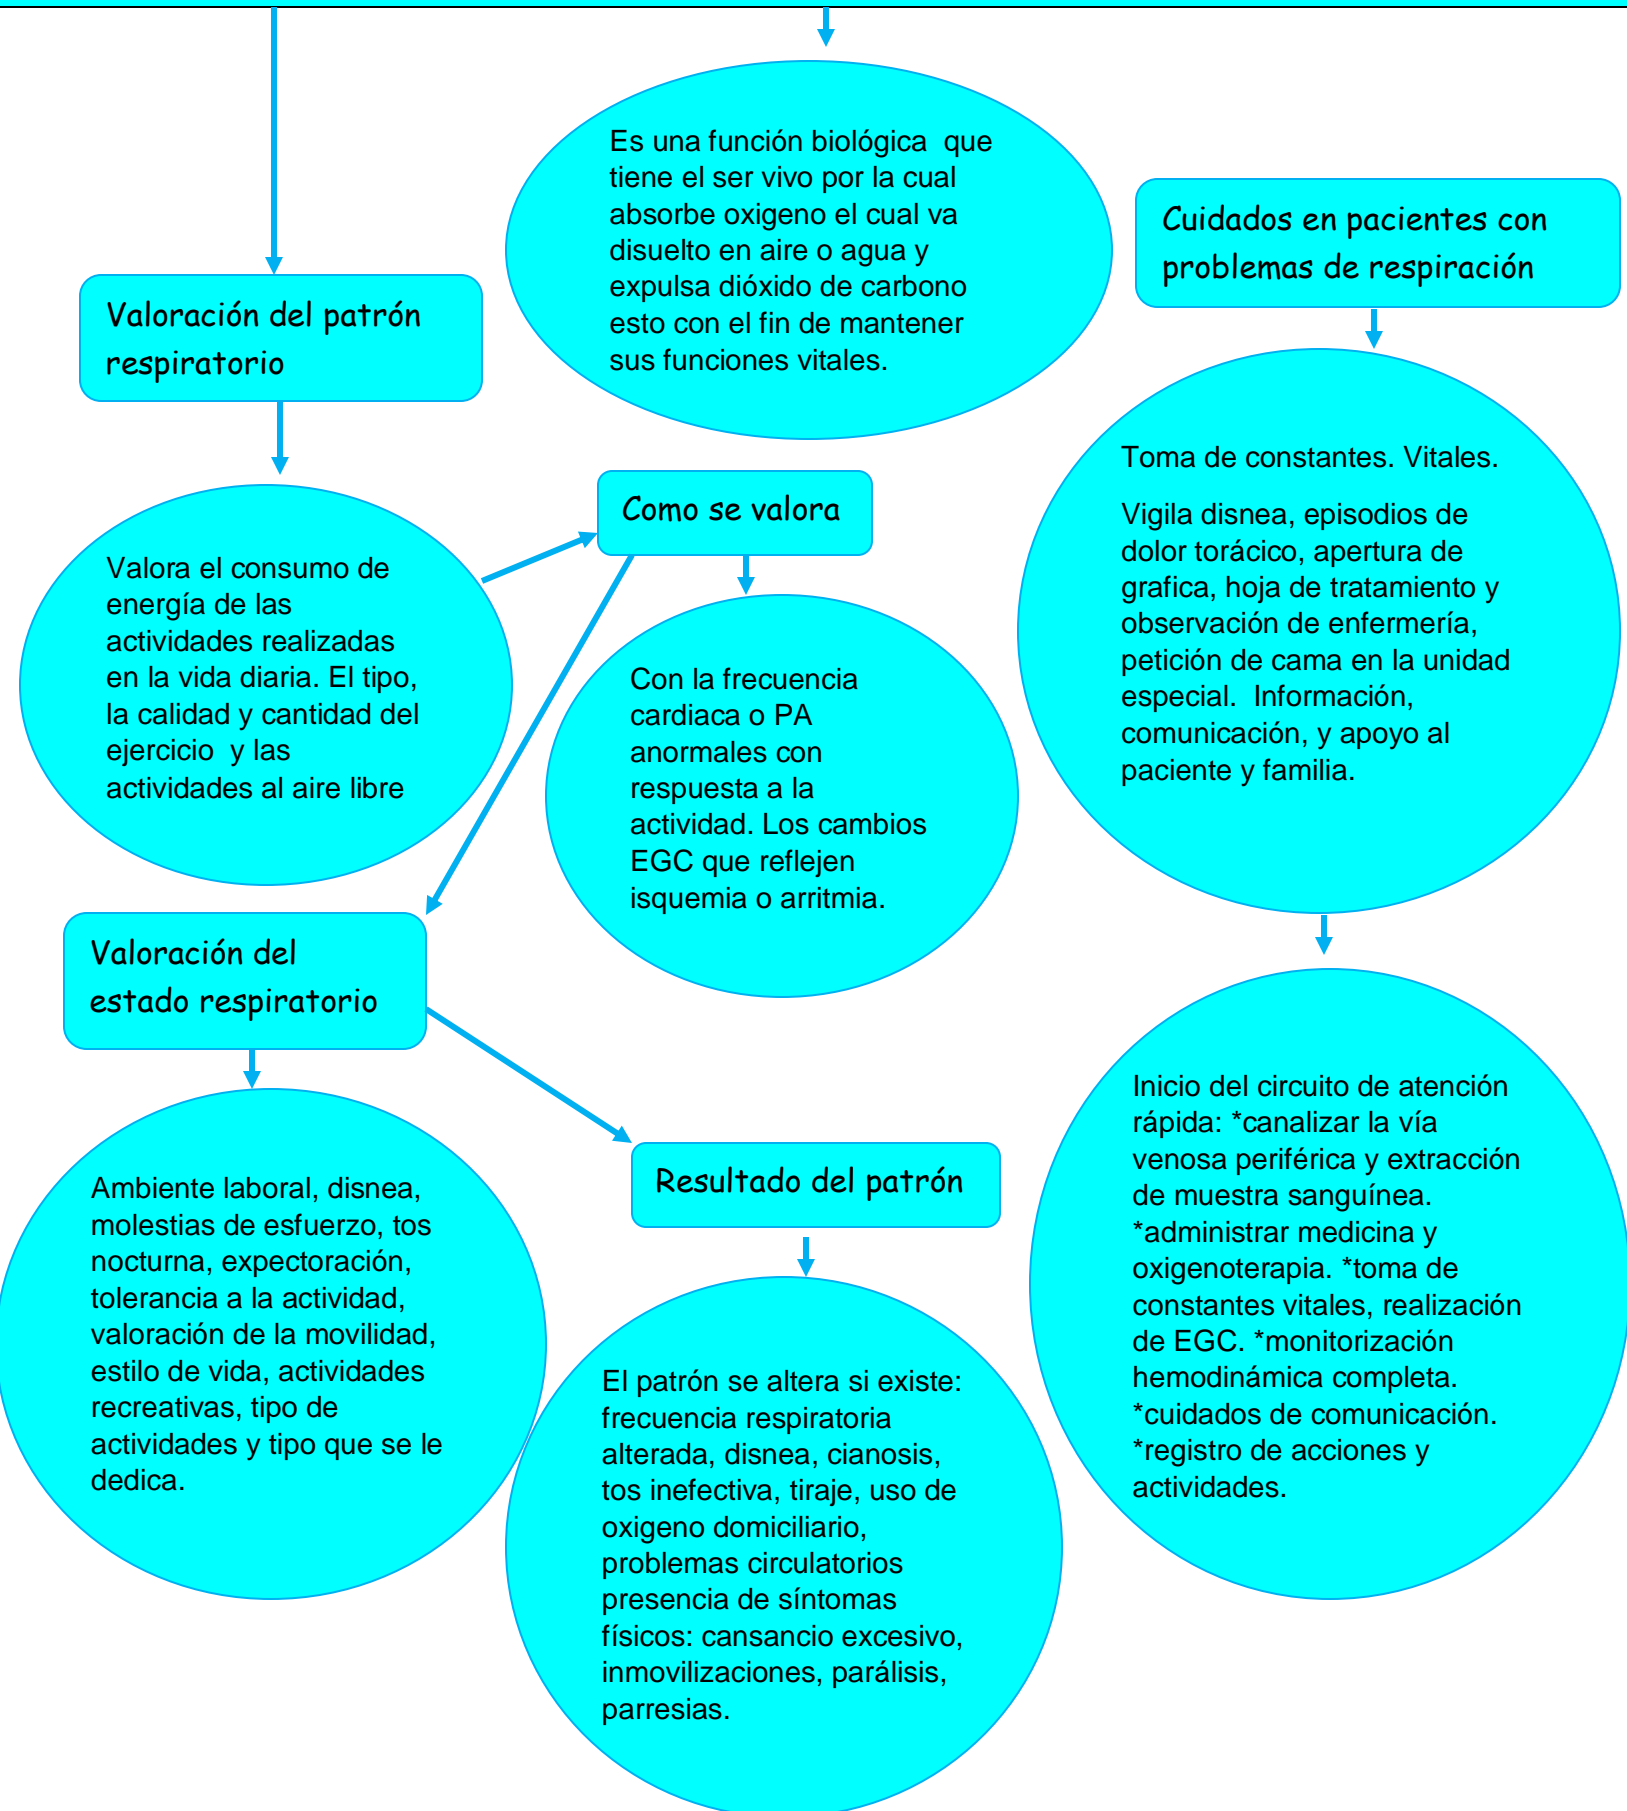 Es una función biológica  que
tiene el ser vivo por la cual
absorbe oxigeno el cual va
disuelto en aire o agua y
expulsa dióxido de carbono
esto con el fin de mantener
sus funciones vitales.
Cuidados en pacientes con
problemas de respiración
Valoración del patrón
respiratorio
Toma de constantes. Vitales.
Vigila disnea, episodios de
dolor torácico, apertura de
grafica, hoja de tratamiento y
observación de enfermería,
petición de cama en la unidad
especial.  Información,
comunicación, y apoyo al
paciente y familia.
Como se valora
Valora el consumo de
energía de las
actividades realizadas
en la vida diaria. El tipo,
la calidad y cantidad del
ejercicio  y las
actividades al aire libre
Con la frecuencia
cardiaca o PA
anormales con
respuesta a la
actividad. Los cambios
EGC que reflejen
isquemia o arritmia.
Valoración del
estado respiratorio
Inicio del circuito de atención
rápida: *canalizar la vía
venosa periférica y extracción
de muestra sanguínea.
*administrar medicina y
oxigenoterapia. *toma de
constantes vitales, realización
de EGC. *monitorización
hemodinámica completa.
*cuidados de comunicación.
*registro de acciones y
actividades.
Resultado del patrón
Ambiente laboral, disnea,
molestias de esfuerzo, tos
nocturna, expectoración,
tolerancia a la actividad,
valoración de la movilidad,
estilo de vida, actividades
recreativas, tipo de
actividades y tipo que se le
dedica.
El patrón se altera si existe:
frecuencia respiratoria
alterada, disnea, cianosis,
tos inefectiva, tiraje, uso de
oxigeno domiciliario,
problemas circulatorios
presencia de síntomas
físicos: cansancio excesivo,
inmovilizaciones, parálisis,
parresias.